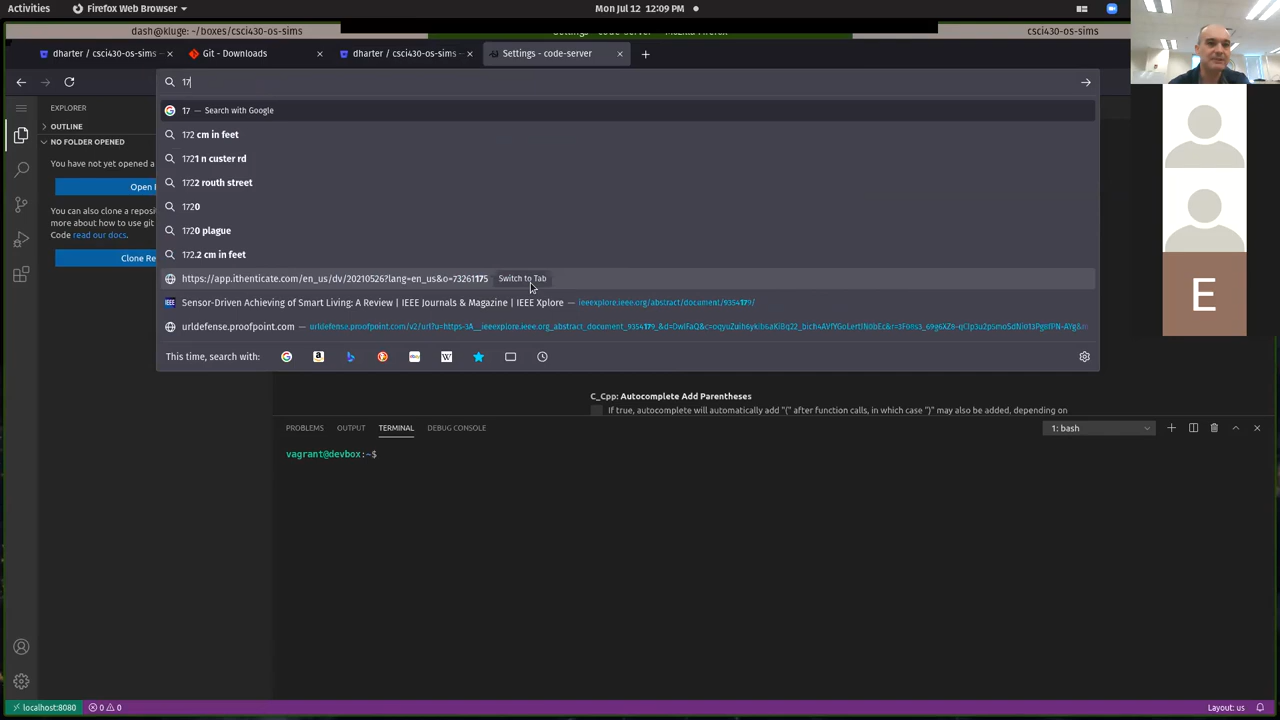 Activities
Firefox Web Browser
Mon Jul 12 12:09 PM
dash@kluge: ~/boxes/csci430-os-sims
csci430-os-sims
dharter / csci430-os-sims
Git - Downloads
dharter / csci430-os-sims
Settings - code-server
17
EXPLORER
OUTLINE
NO FOLDER OPENED
You have not yet opened a
Open
You can also clone a reposi
more about how to use git
Code read our docs.
Clone Re
17 — Search with Google
172 cm in feet
1721 n custer rd
1722 routh street
1720
1720 plague
172.2 cm in feet
https://app.ithenticate.com/en_us/dv/20210526?lang=en_us&o=73261175 Switch to Tab
Sensor-Driven Achieving of Smart Living: A Review | IEEE Journals & Magazine | IEEE Xplore — ieeexplore.ieee.org/abstract/document/9354179/
urldefense.proofpoint.com —
This time, search with:
C_Cpp: Autocomplete Add Parentheses
If true, autocomplete will automatically add "(" after function calls, in which case ")" may also be added, depending on
PROBLEMS
OUTPUT
TERMINAL
DEBUG CONSOLE
1: bash
vagrant@devbox:~$
E
localhost:8080
0
0
Layout: us